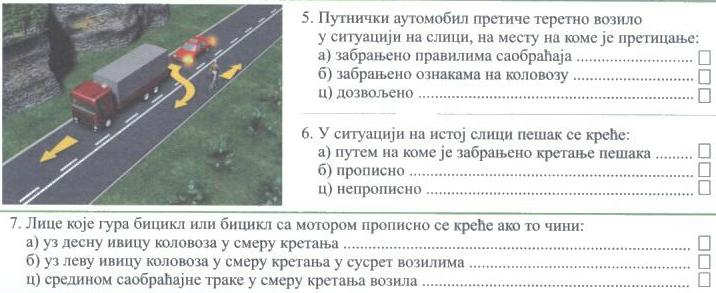 5. Путнички аутомобил претиче теретно возило
у ситуацији на слици, на месту на коме је претицање:
а) забрањено правилима саобраћаја
б) забрањено ознакама на коловозу
ц) дозвољено
6. У ситуацији на истој слици пешак се креће:
а) путем на коме је забрањено кретање пешака
б) прописно
ц) непрописно
7. Лице које гура бицикл или бицикл са мотором прописно се креће ако то чини:
а) уз десну ивицу коловоза у смеру кретања
б) уз леву ивицу коловоза у смеру кретања у сусрет возилима
ц) средином саобраћајне траке у смеру кретања возила